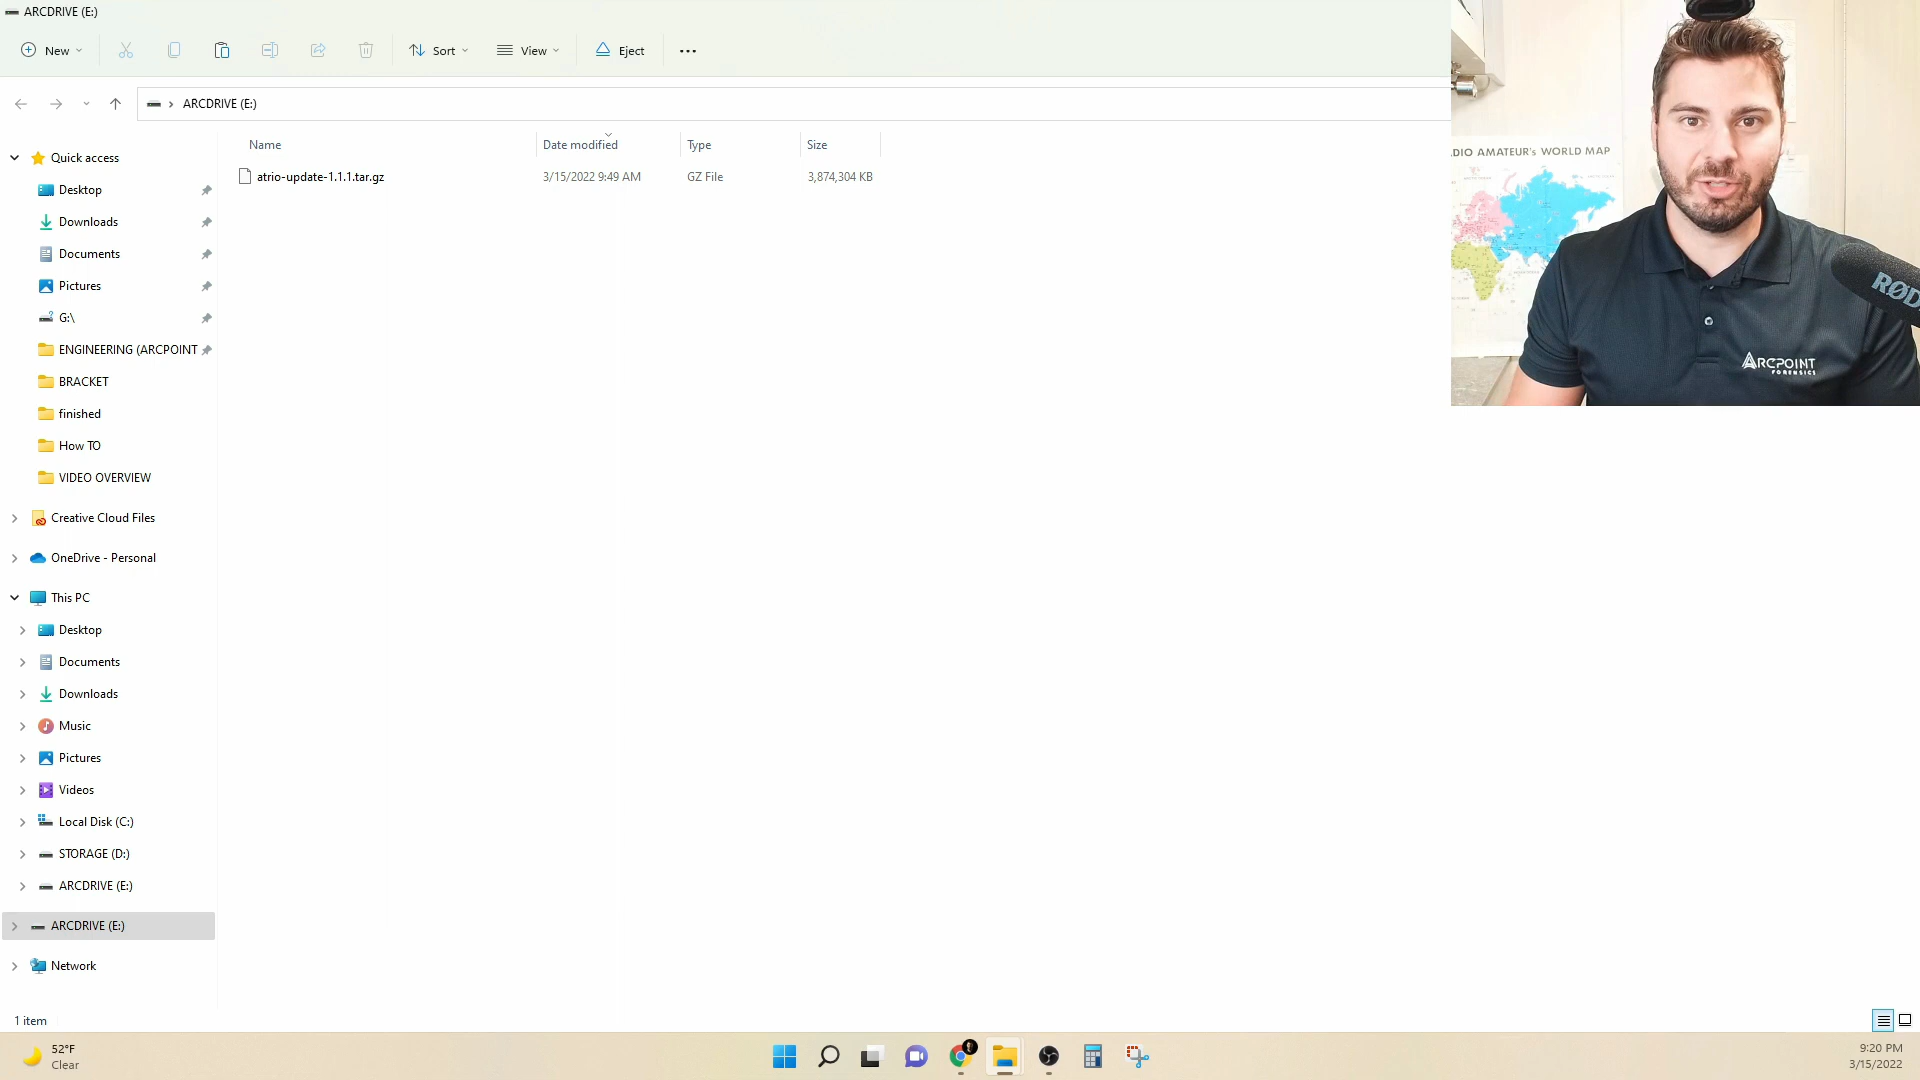 ARCDRIVE (E:)
New
Sort
View
Eject
ARCDRIVE (E:)
Name
Date modified
Type
Size
atrio-update-1.1.1.tar.gz
3/15/2022 9:49 AM
GZ File
3,874,304 KB
Quick access
Desktop
Downloads
Documents
Pictures
G:\
ENGINEERING (ARCPOINT
BRACKET
finished
How TO
VIDEO OVERVIEW
Creative Cloud Files
OneDrive - Personal
This PC
Desktop
Documents
Downloads
Music
Pictures
Videos
Local Disk (C:)
STORAGE (D:)
ARCDRIVE (E:)
ARCDRIVE (E:)
Network
1 item
DIO AMATEUR's WORLD MAP
RØD
ARCPOINT
FORENSICS
52°F
Clear
9:20 PM
3/15/2022